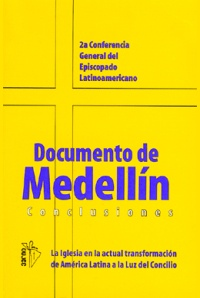 2a Conferencia
General del
Episcopado
Latinoamericano
Documento de
Medellín
Conclusiones
La Iglesia en la actual transformación
de América Latina a la Luz del Concilio